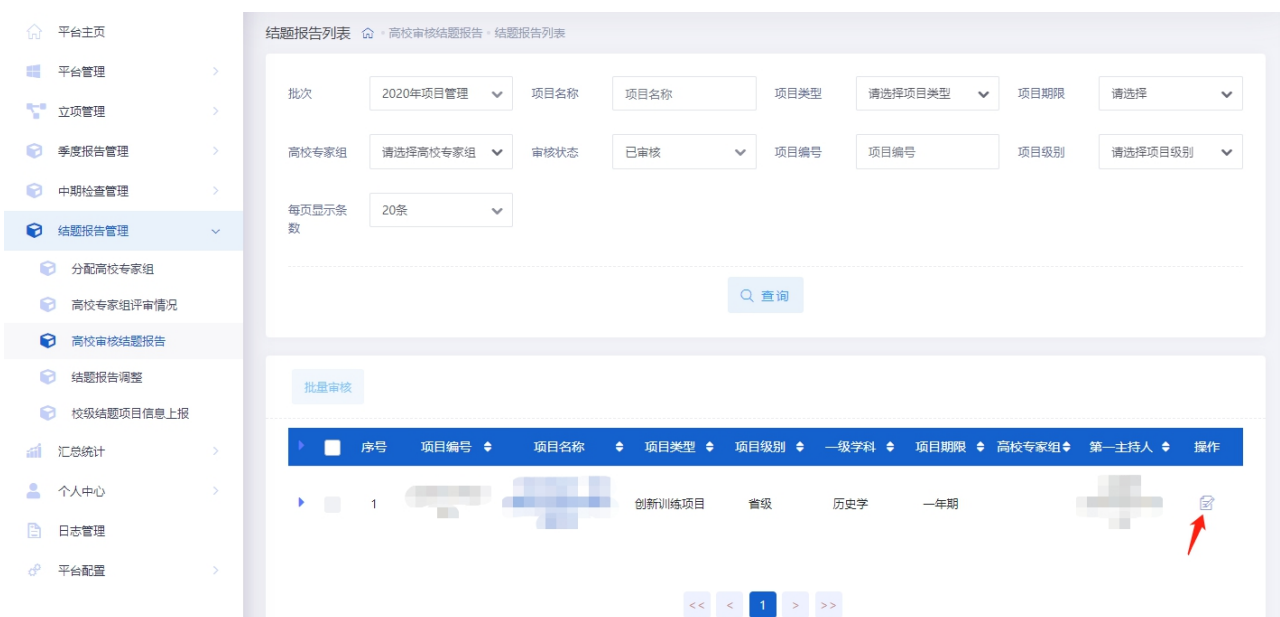 平台主页
平台管理
立项管理
季度报告管理
中期检查管理
结题报告管理
分配高校专家组
高校专家组评审情况
高校审核结题报告
结题报告调整
校级结题项目信息上报
汇总统计
个人中心
日志管理
平台配置
结题报告列表 高校审核结题报告 结题报告列表
批次 2020年项目管理 项目名称 项目名称 项目类型 请选择项目类型 项目期限 请选择
高校专家组 请选择高校专家组 审核状态 已审核 项目编号 项目编号 项目级别 请选择项目级别
每页显示条 20条
数
查询
批量审核
序号 项目编号 项目名称 项目类型 项目级别 一级学科 项目期限 高校专家组 第一主持人 操作
1 创新训练项目 省级 历史学 一年期
<< < 1 > >>